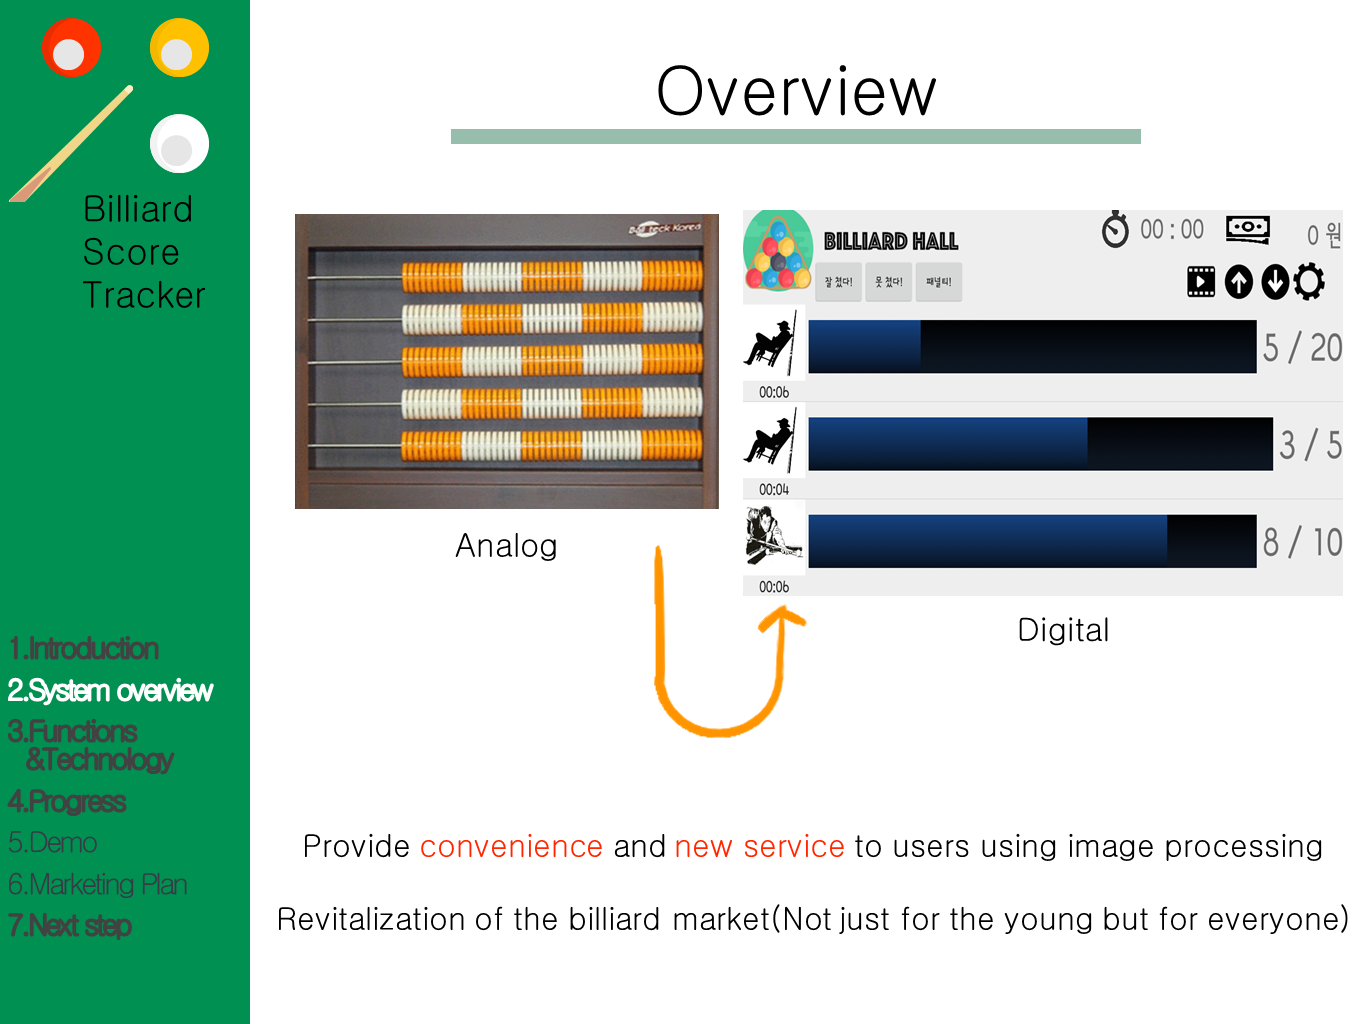 Billiard
Score
Tracker
1.Introduction
2.System overview
3.Functions
&Technology
4.Progress
5.Demo
6.Marketing Plan
7.Next step
Overview
teck Korea
Analog
BILLIARD HALL
00 : 00
0 원
잘 쳤다!
못 쳤다!
패널티!
5 / 20
00:06
3 / 5
00:04
8 / 10
00:06
Digital
Provide convenience and new service to users using image processing
Revitalization of the billiard market(Not just for the young but for everyone)